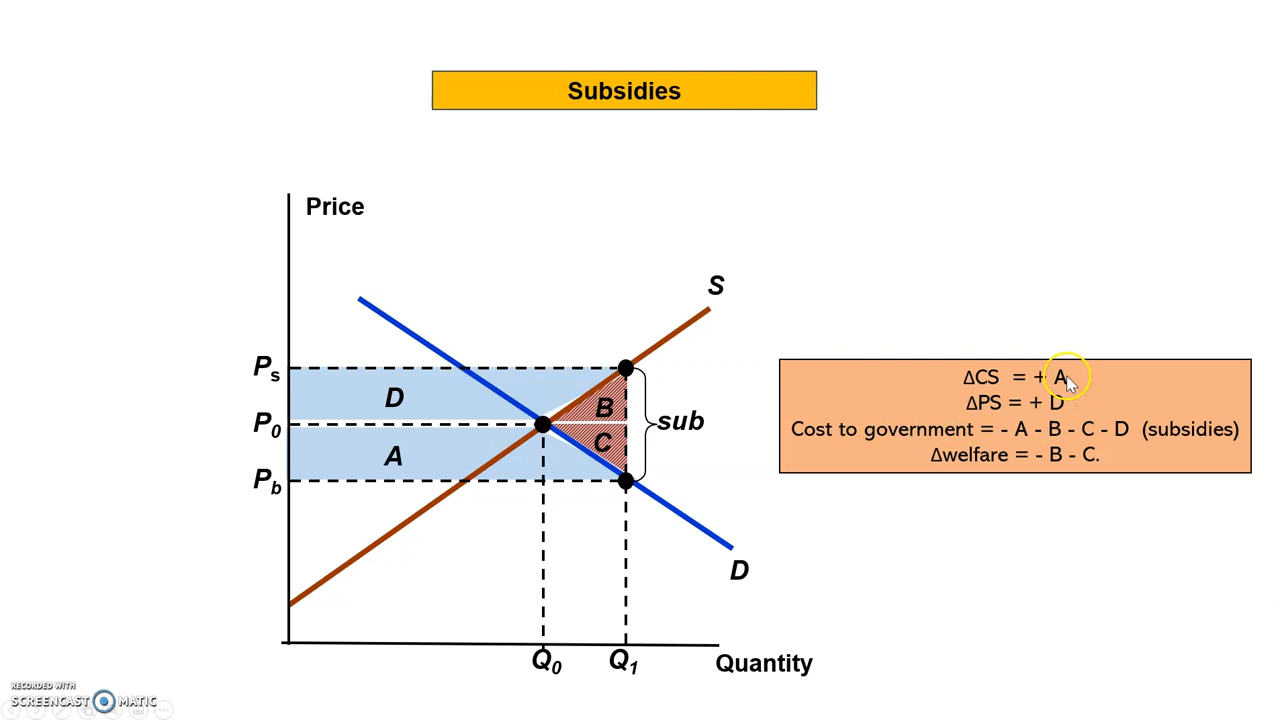 Subsidies
Price
S
Ps
D
B
P0
sub
C
A
Pb
D
Q0
Q1
Quantity
ΔCS = + A
ΔPS = + D
Cost to government = - A - B - C - D (subsidies)
Δwelfare = - B - C.
RECORDED WITH
SCREENCAST MATIC